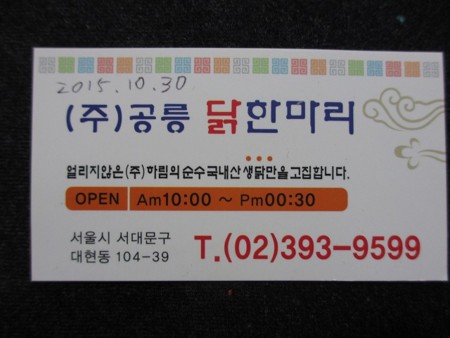 2015.10.30
(주)공릉 닭한마리
얼리지않은(주)하림의순수국내산생닭만을고집합니다.
OPEN Am10:00 ~ Pm00:30
서울시 서대문구
대현동 104-39
T.(02)393-9599